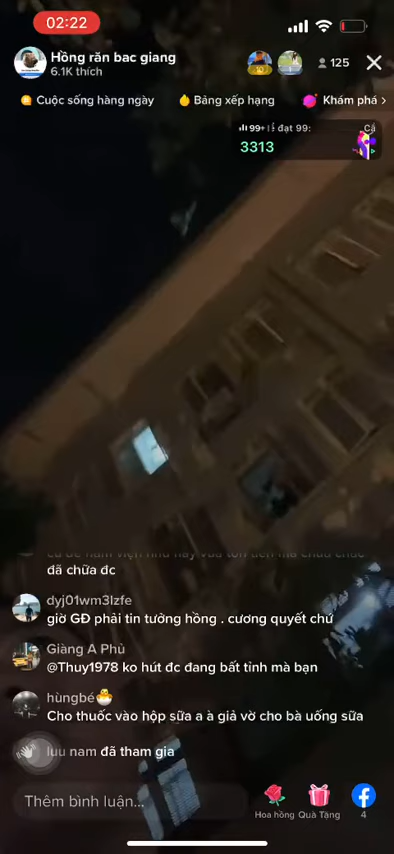 02:22
Hồng răn bac giang
6.1K thích
125
Cuộc sống hàng ngày
Bảng xếp hạng
Khám phá >
99+
đạt 99:
3313
đã chữa đc
dyj01wm3lzfe
giờ GĐ phải tin tưởng hồng . cương quyết chứ
Giàng A Phù
@Thuy1978 ko hút đc đang bất tỉnh mà bạn
hùngbé🐣
Cho thuốc vào hộp sữa a à giả vờ cho bà uống sữa
luu nam đã tham gia
Thêm bình luận...
Hoa hồng
Quà Tặng
4